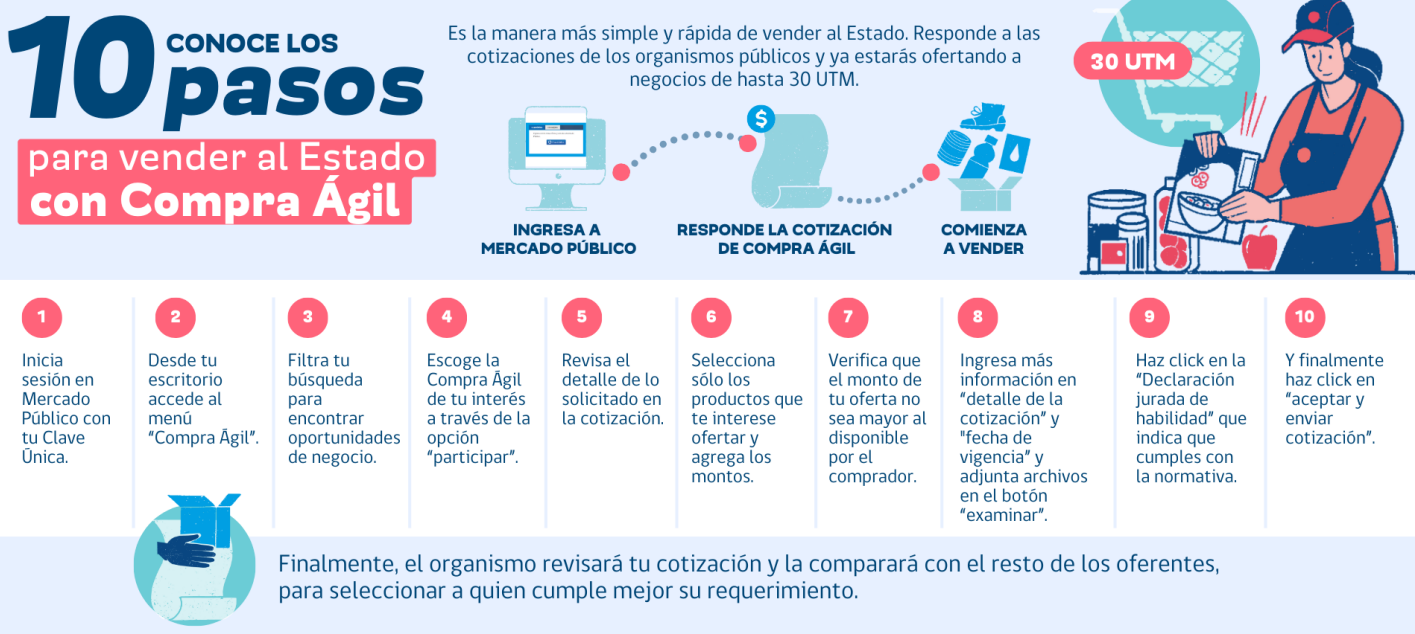 10
CONOCE LOS
pasos
para vender al Estado
con Compra Ágil
Es la manera más simple y rápida de vender al Estado. Responde a las
cotizaciones de los organismos públicos y ya estarás ofertando a
negocios de hasta 30 UTM.
$
INGRESA A
MERCADO PÚBLICO
RESPONDE LA COTIZACIÓN
DE COMPRA ÁGIL
COMIENZA
A VENDER
30 UTM
1
Inicia
sesión en
Mercado
Público con
tu Clave
Única.
2
Desde tu
escritorio
accede al
menú
“Compra Ágil”.
3
Filtra tu
búsqueda
para
encontrar
oportunidades
de negocio.
4
Escoge la
Compra Ágil
de tu interés
a través de la
opción
“participar”.
5
Revisa el
detalle de lo
solicitado en
la cotización.
6
Selecciona
sólo los
productos que
te interese
ofertar y
agrega los
montos.
7
Verifica que
el monto de
tu oferta no
sea mayor al
disponible
por el
comprador.
8
Ingresa más
información en
“detalle de la
cotización” y
"fecha de
vigencia” y
adjunta archivos
en el botón
“examinar”.
9
Haz click en la
“Declaración
jurada de
habilidad” que
indica que
cumples con
la normativa.
10
Y finalmente
haz click en
“aceptar y
enviar
cotización”.
Finalmente, el organismo revisará tu cotización y la comparará con el resto de los oferentes,
para seleccionar a quien cumple mejor su requerimiento.